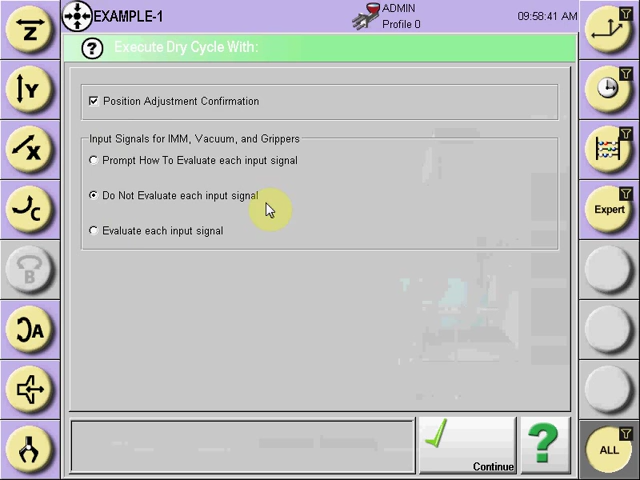 EXAMPLE-1
ADMIN
Profile 0
09:58:41 AM
Execute Dry Cycle With:
Position Adjustment Confirmation
Input Signals for IMM, Vacuum, and Grippers
Prompt How To Evaluate each input signal
Do Not Evaluate each input signal
Evaluate each input signal
Z
Y
X
C
B
A
Expert
ALL
Continue